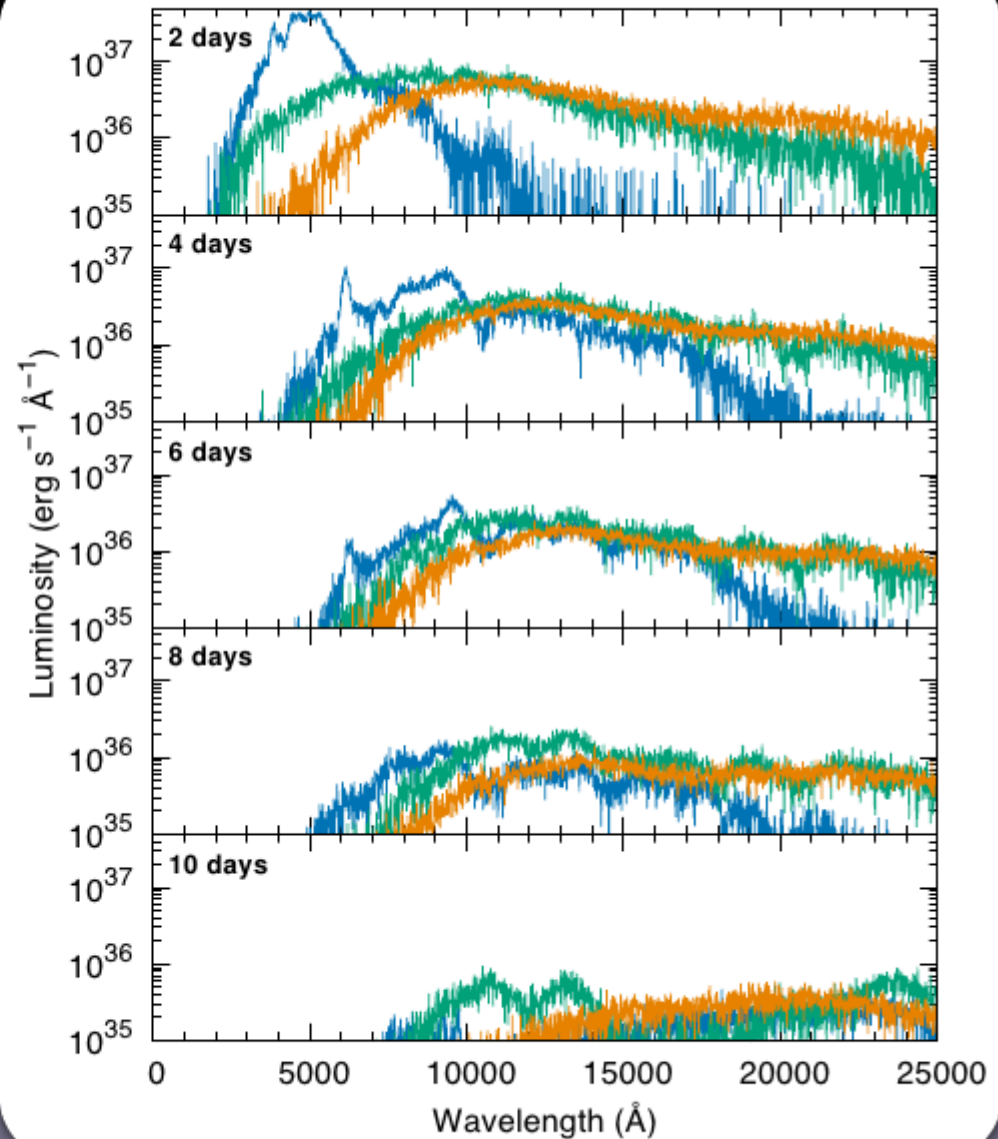 2 days
10³⁷
10³⁶
10³⁵
4 days
10³⁷
10³⁶
10³⁵
6 days
10³⁷
10³⁶
10³⁵
8 days
10³⁷
10³⁶
10³⁵
10 days
10³⁷
10³⁶
10³⁵
Luminosity (erg s⁻¹ Å⁻¹)
0 5000 10000 15000 20000 25000
Wavelength (Å)